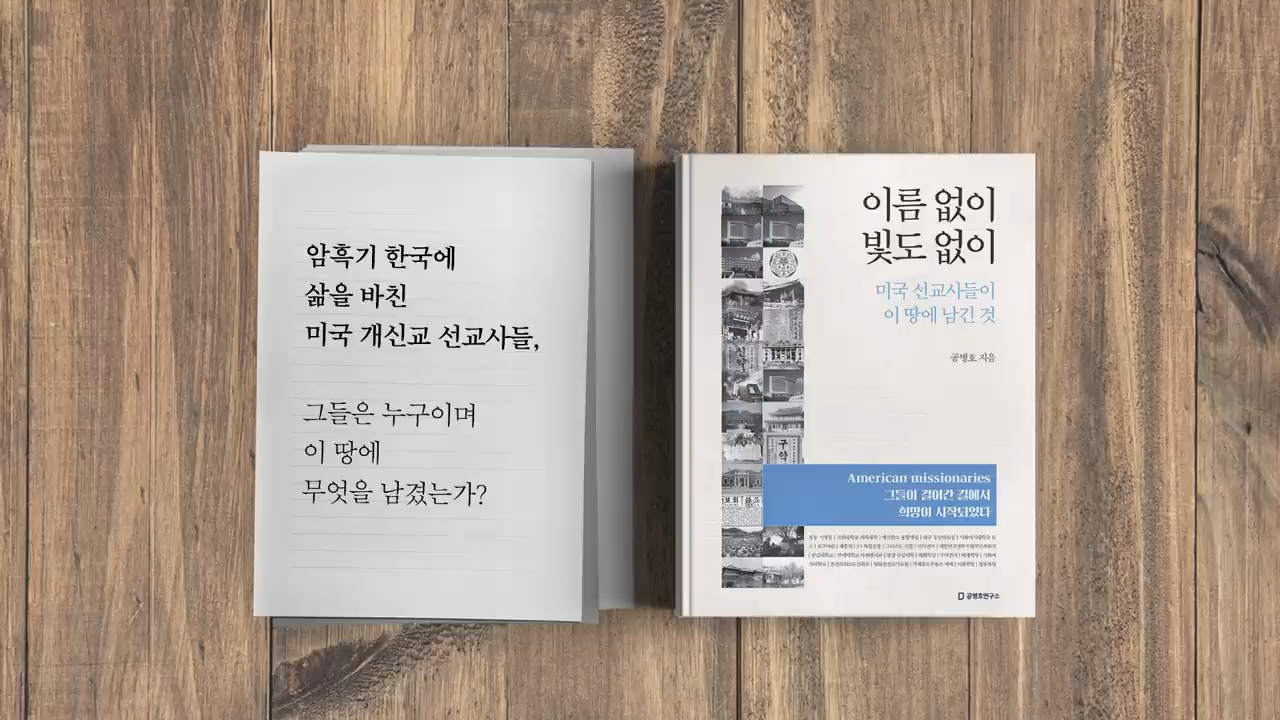 암흑기 한국에
삶을 바친
미국 개신교 선교사들,
그들은 누구이며
이 땅에
무엇을 남겼는가?
이름 없이
빛도 없이
미국 선교사들이
이 땅에 남긴 것
공병호 지음
신약
구약
American missionaries
그들이 걸어간 길에서
희망이 시작되었다
공병호연구소